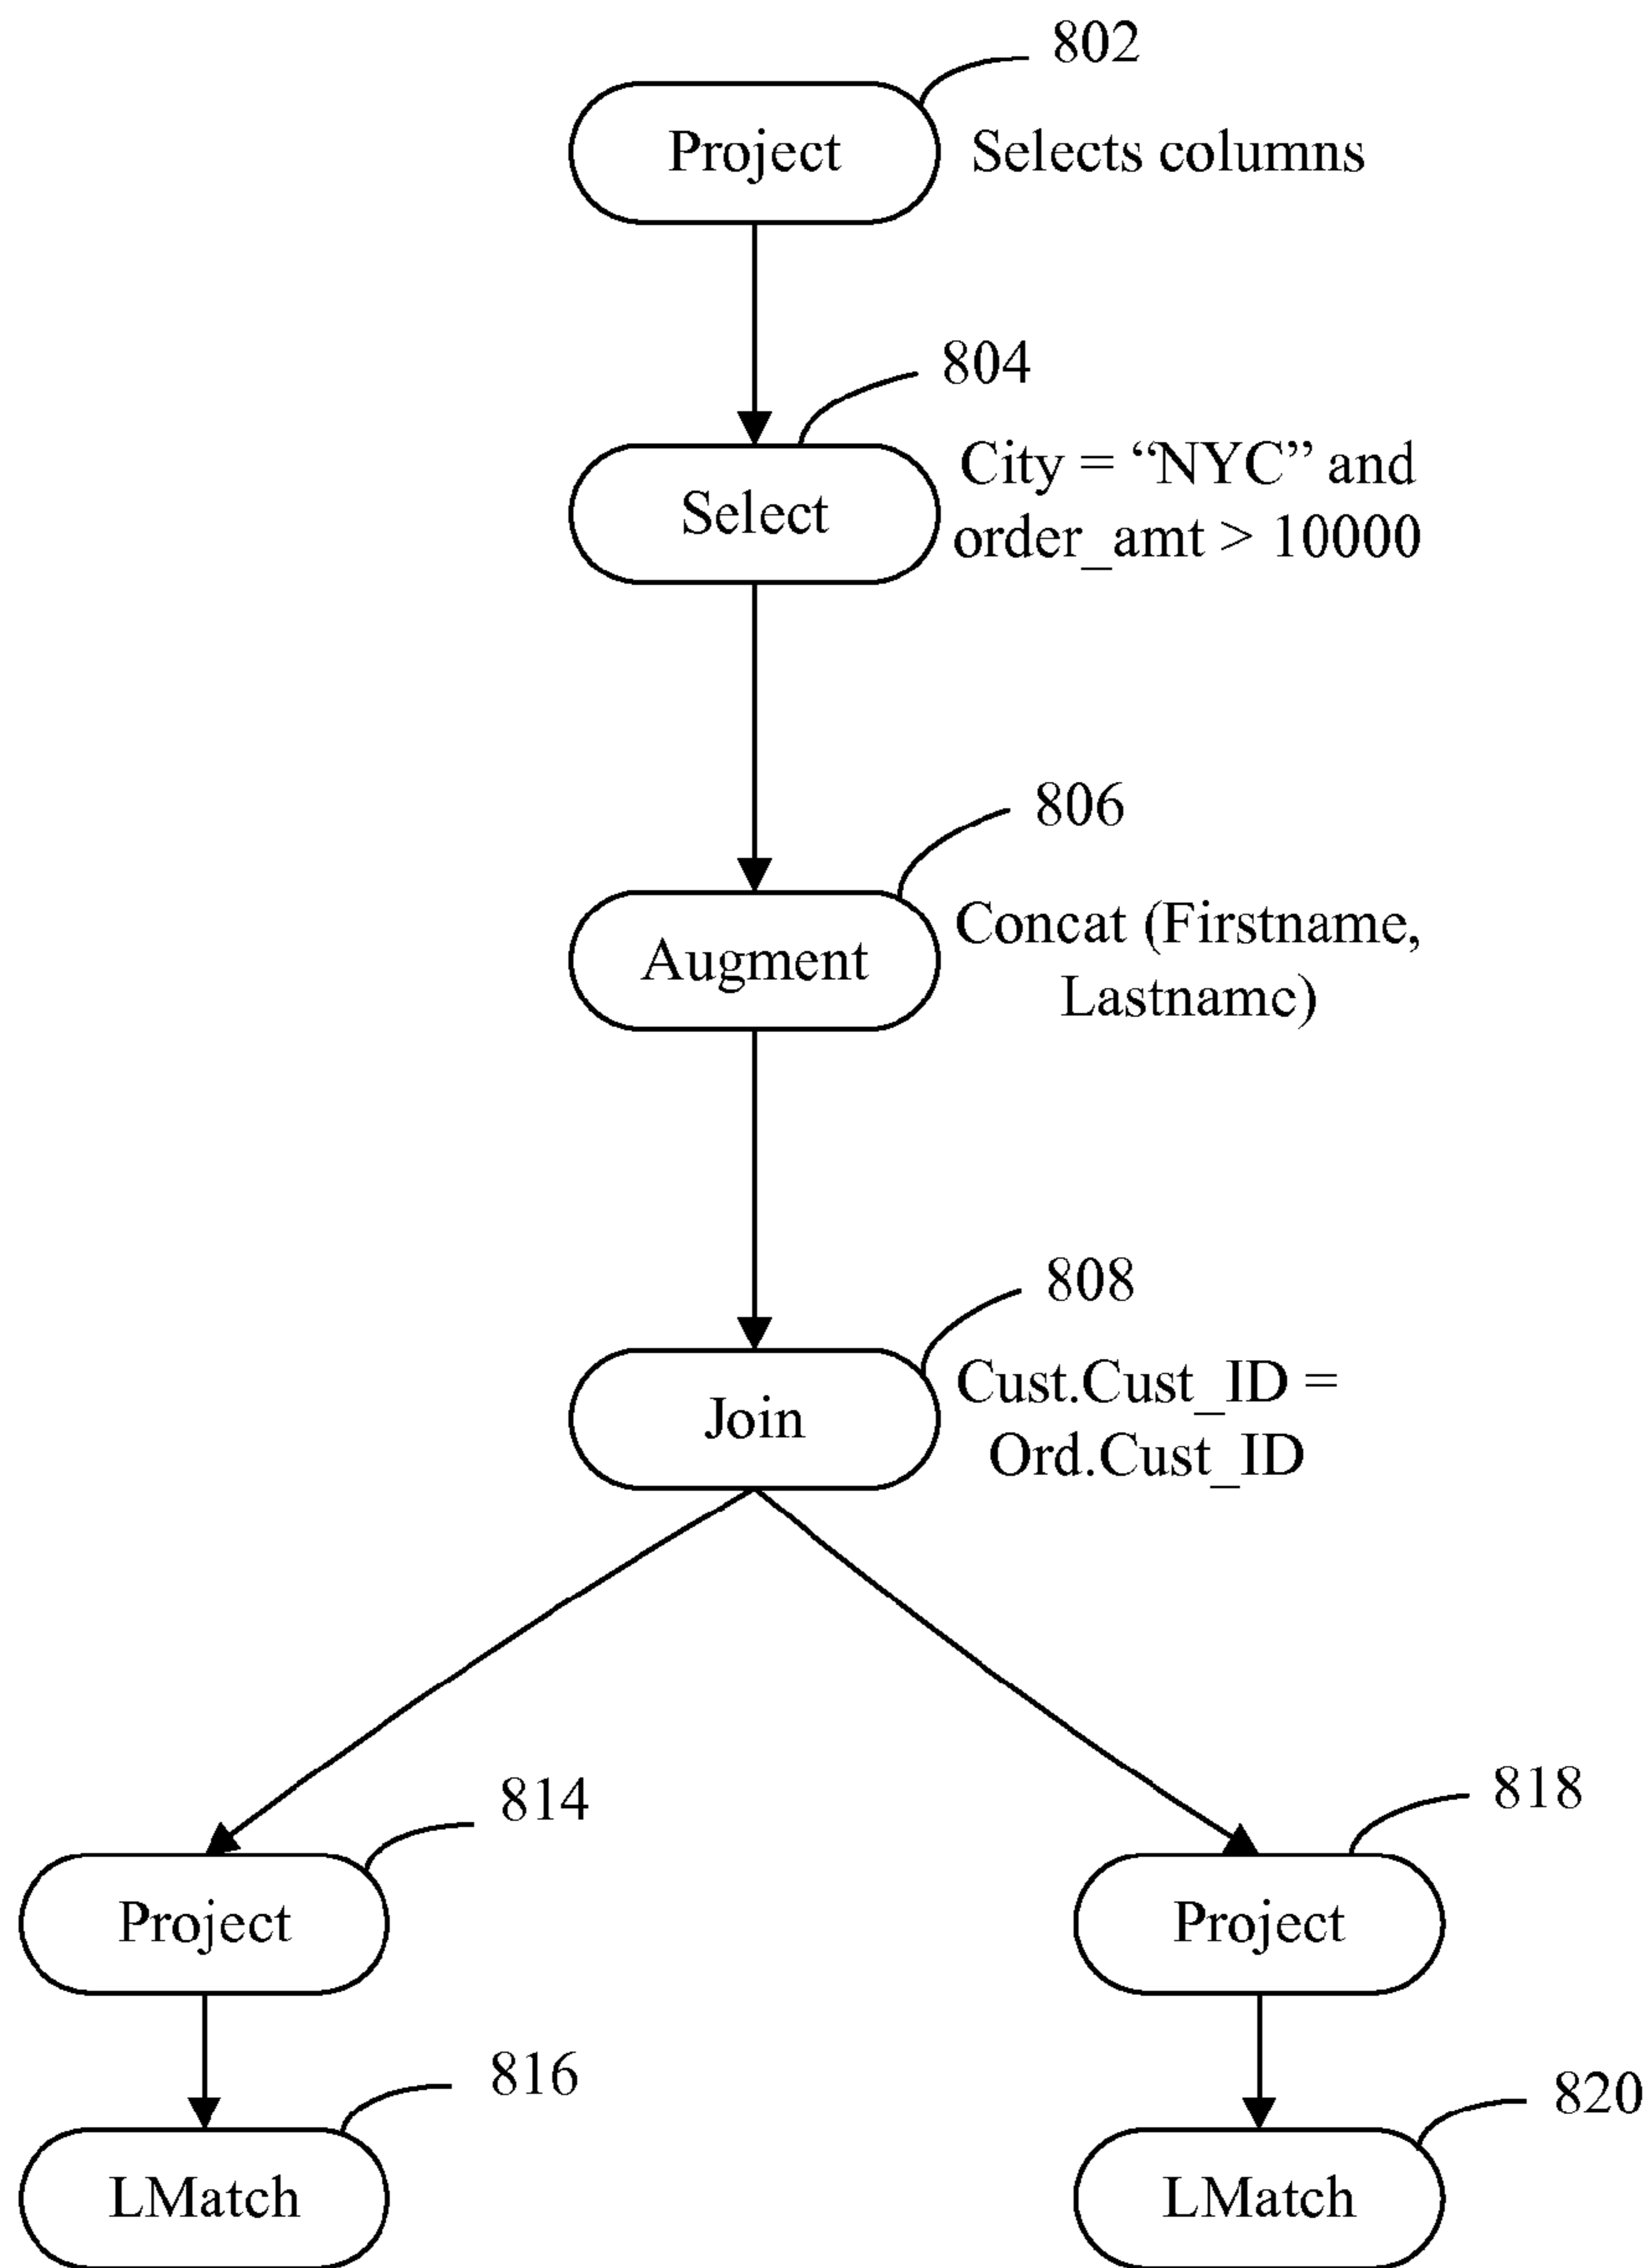 802
Project
Selects columns
804
City = “NYC” and
Select
order_amt > 10000
806
Concat (Firstname,
Augment
Lastname)
808
Cust.Cust_ID =
Join
Ord.Cust_ID
814
818
Project
Project
816
820
LMatch
LMatch